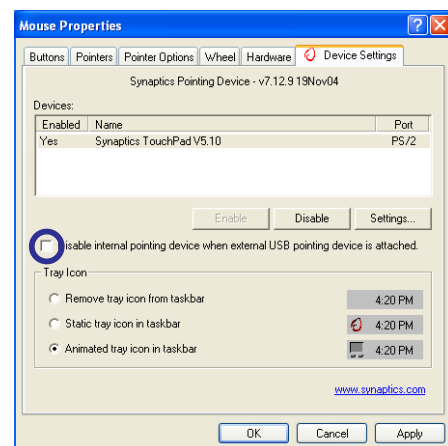 Mouse Properties
Buttons Pointers Pointer Options Wheel Hardware Device Settings
Synaptics Pointing Device - v7.12.9 19Nov04
Devices:
Enabled Name Port
Yes Synaptics TouchPad V5.10 PS/2
Enable Disable Settings...
Disable internal pointing device when external USB pointing device is attached.
Tray Icon
Remove tray icon from taskbar 4:20 PM
Static tray icon in taskbar 4:20 PM
Animated tray icon in taskbar 4:20 PM
www.synaptics.com
OK Cancel Apply